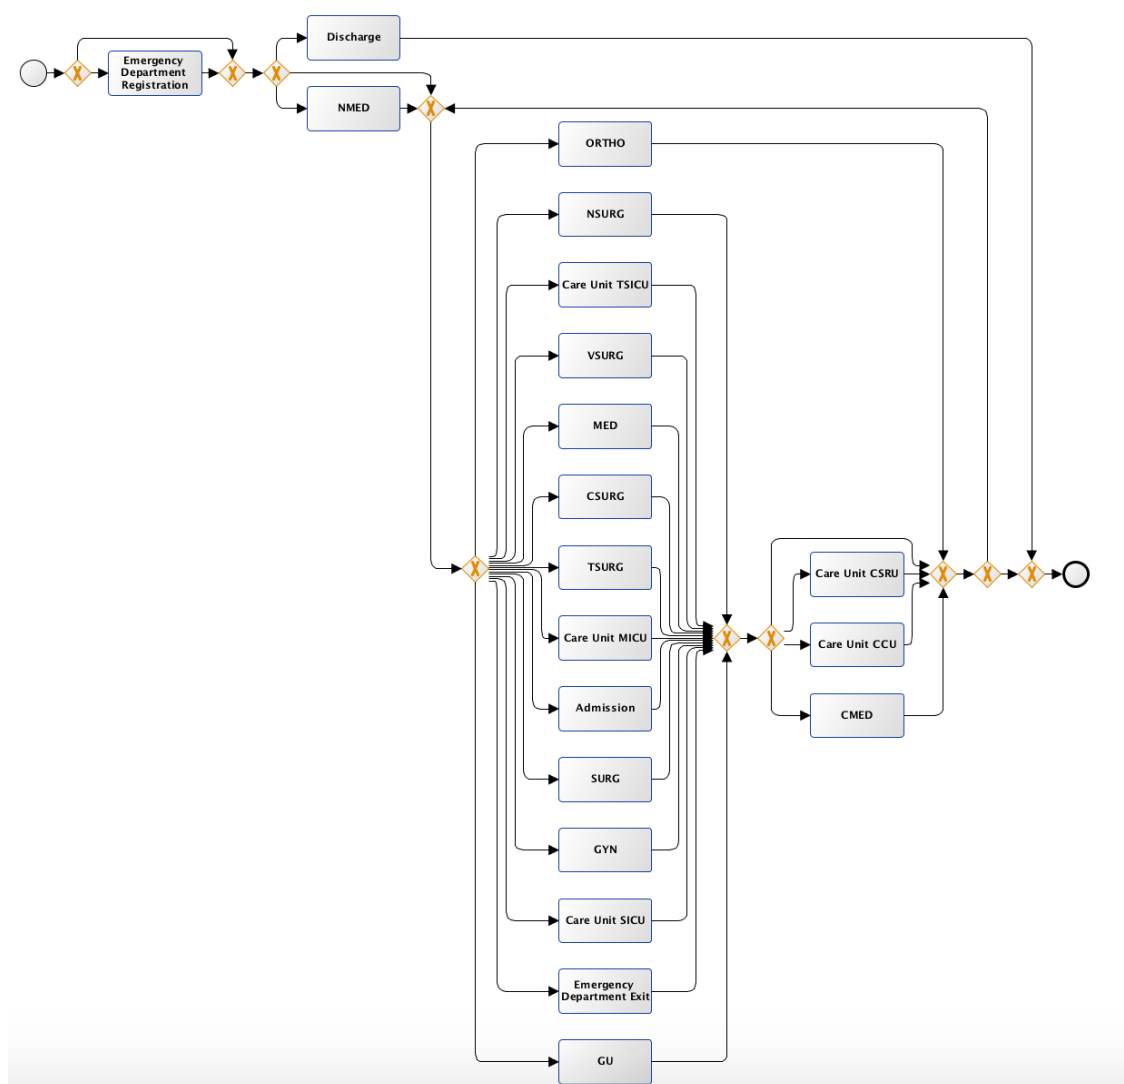 Discharge
Emergency
Department
Registration
NMED
ORTHO
NSURG
Care Unit TSICU
VSURG
MED
CSURG
TSURG
Care Unit CSRU
Care Unit MICU
Care Unit CCU
Admission
CMED
SURG
GYN
Care Unit SICU
Emergency
Department Exit
GU